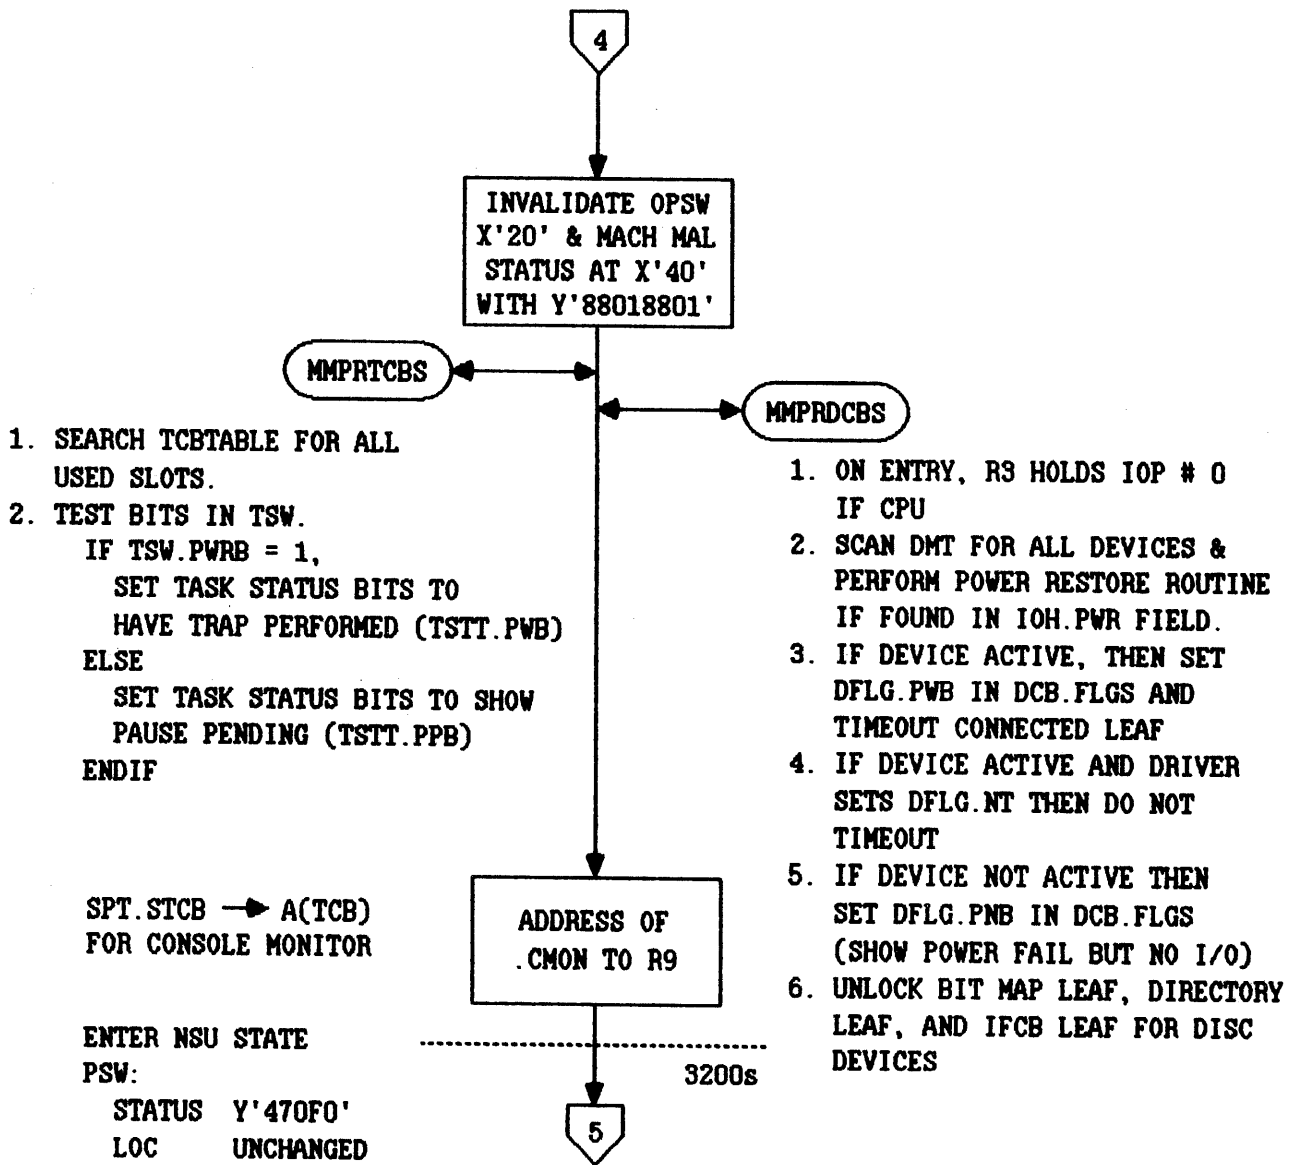 4
INVALIDATE OPSW
X'20' & MACH MAL
STATUS AT X'40'
WITH Y'88018801'
MMPRTCBS
MMPRDCBS
1. SEARCH TCBTABLE FOR ALL
USED SLOTS.
2. TEST BITS IN TSW.
IF TSW.PWRB = 1,
SET TASK STATUS BITS TO
HAVE TRAP PERFORMED (TSTT.PWB)
ELSE
SET TASK STATUS BITS TO SHOW
PAUSE PENDING (TSTT.PPB)
ENDIF
1. ON ENTRY, R3 HOLDS IOP # 0
IF CPU
2. SCAN DMT FOR ALL DEVICES &
PERFORM POWER RESTORE ROUTINE
IF FOUND IN IOH.PWR FIELD.
3. IF DEVICE ACTIVE, THEN SET
DFLG.PWB IN DCB.FLGS AND
TIMEOUT CONNECTED LEAF
4. IF DEVICE ACTIVE AND DRIVER
SETS DFLG.NT THEN DO NOT
TIMEOUT
5. IF DEVICE NOT ACTIVE THEN
SET DFLG.PNB IN DCB.FLGS
(SHOW POWER FAIL BUT NO I/O)
6. UNLOCK BIT MAP LEAF, DIRECTORY
LEAF, AND IFCB LEAF FOR DISC
DEVICES
SPT.STCB → A(TCB)
FOR CONSOLE MONITOR
ADDRESS OF
.CMON TO R9
ENTER NSU STATE
PSW:
STATUS Y'470F0'
LOC UNCHANGED
3200s
5